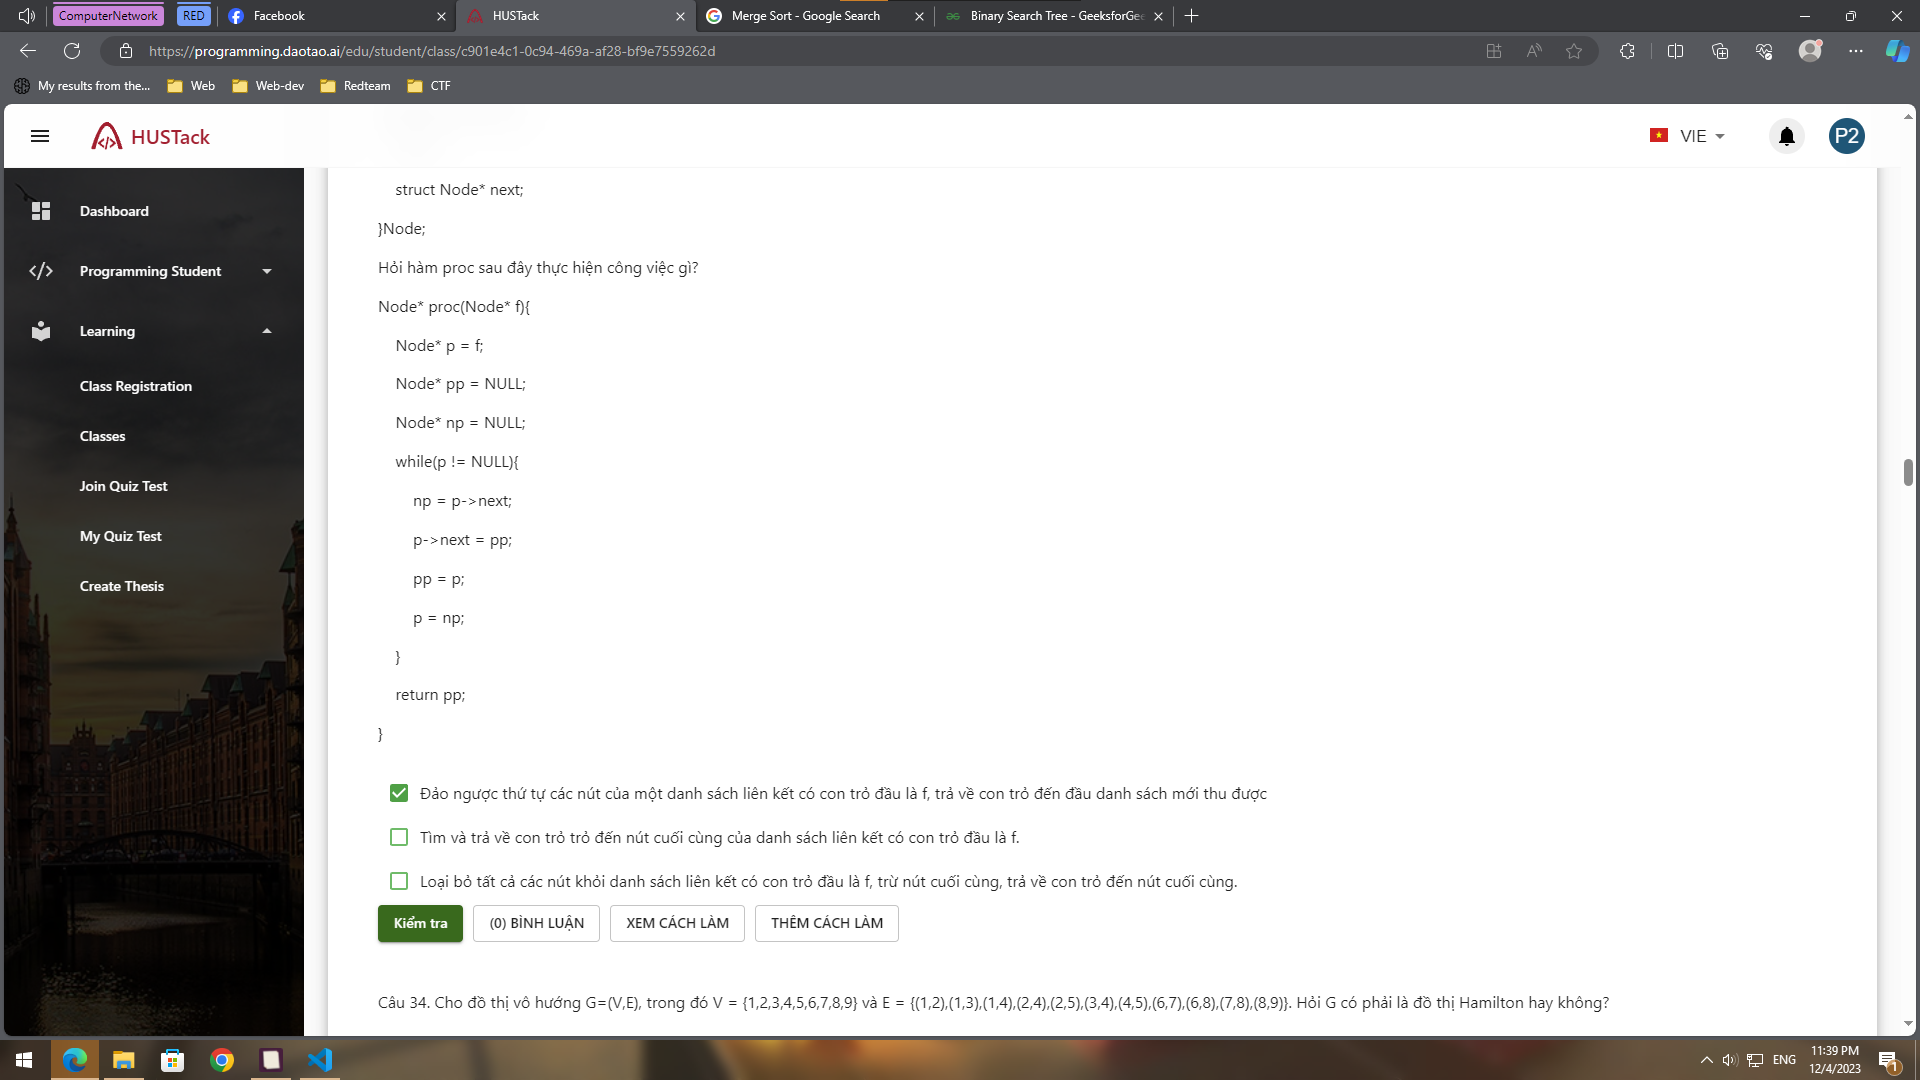 ComputerNetwork
RED
Facebook
HUSTack
Merge Sort - Google Search
Binary Search Tree - GeeksforGee
https://programming.daotao.ai/edu/student/class/c901e4c1-0c94-469a-af28-bf9e7559262d
My results from the...
Web
Web-dev
Redteam
CTF
HUSTack
VIE
P2
Dashboard
Programming Student
Learning
Class Registration
Classes
Join Quiz Test
My Quiz Test
Create Thesis
struct Node* next;
}Node;
Hỏi hàm proc sau đây thực hiện công việc gì?
Node* proc(Node* f){
Node* p = f;
Node* pp = NULL;
Node* np = NULL;
while(p != NULL){
np = p->next;
p->next = pp;
pp = p;
p = np;
}
return pp;
}
Đảo ngược thứ tự các nút của một danh sách liên kết có con trỏ đầu là f, trả về con trỏ đến đầu danh sách mới thu được
Tìm và trả về con trỏ trỏ đến nút cuối cùng của danh sách liên kết có con trỏ đầu là f.
Loại bỏ tất cả các nút khỏi danh sách liên kết có con trỏ đầu là f, trừ nút cuối cùng, trả về con trỏ đến nút cuối cùng.
Kiểm tra
(0) BÌNH LUẬN
XEM CÁCH LÀM
THÊM CÁCH LÀM
Câu 34. Cho đồ thị vô hướng G=(V,E), trong đó V = {1,2,3,4,5,6,7,8,9} và E = {(1,2),(1,3),(1,4),(2,4),(2,5),(3,4),(4,5),(6,7),(6,8),(7,8),(8,9)}. Hỏi G có phải là đồ thị Hamilton hay không?
ENG
11:39 PM
12/4/2023
1